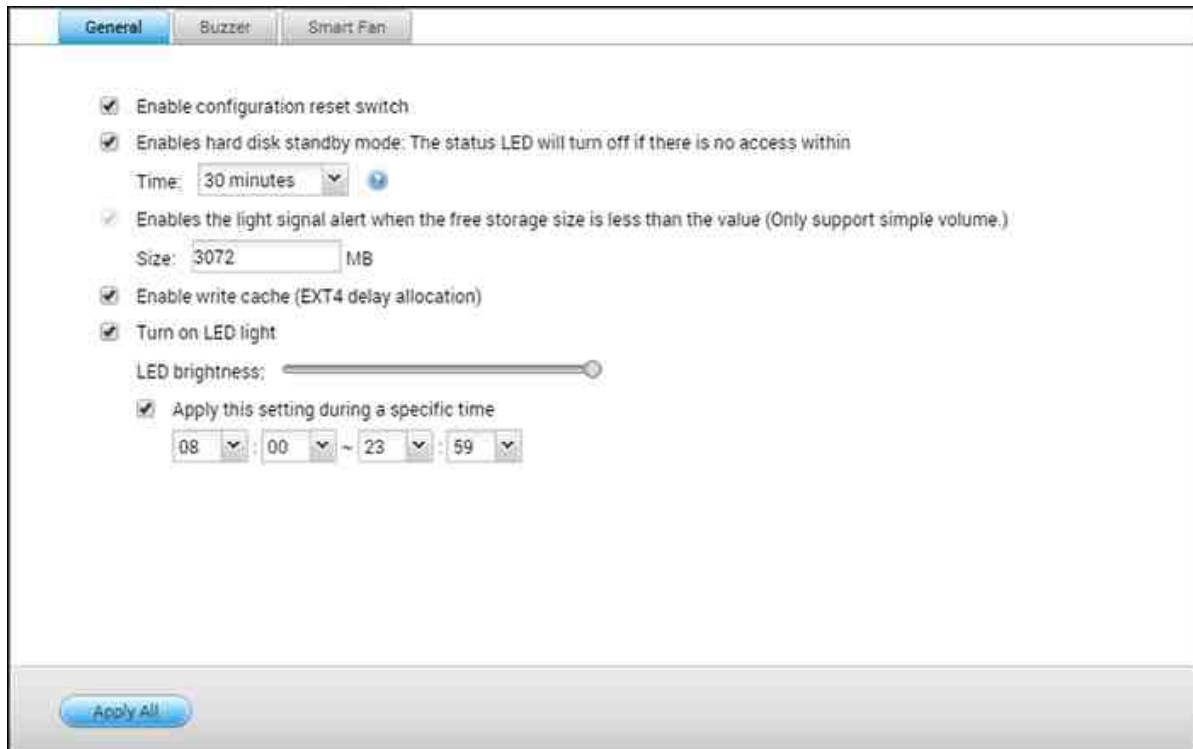 General Buzzer Smart Fan
Enable configuration reset switch
Enables hard disk standby mode: The status LED will turn off if there is no access within
Time: 30 minutes
Enables the light signal alert when the free storage size is less than the value (Only support simple volume.)
Size: 3072 MB
Enable write cache (EXT4 delay allocation)
Turn on LED light
LED brightness:
Apply this setting during a specific time
08 : 00 ~ 23 : 59
Apply All